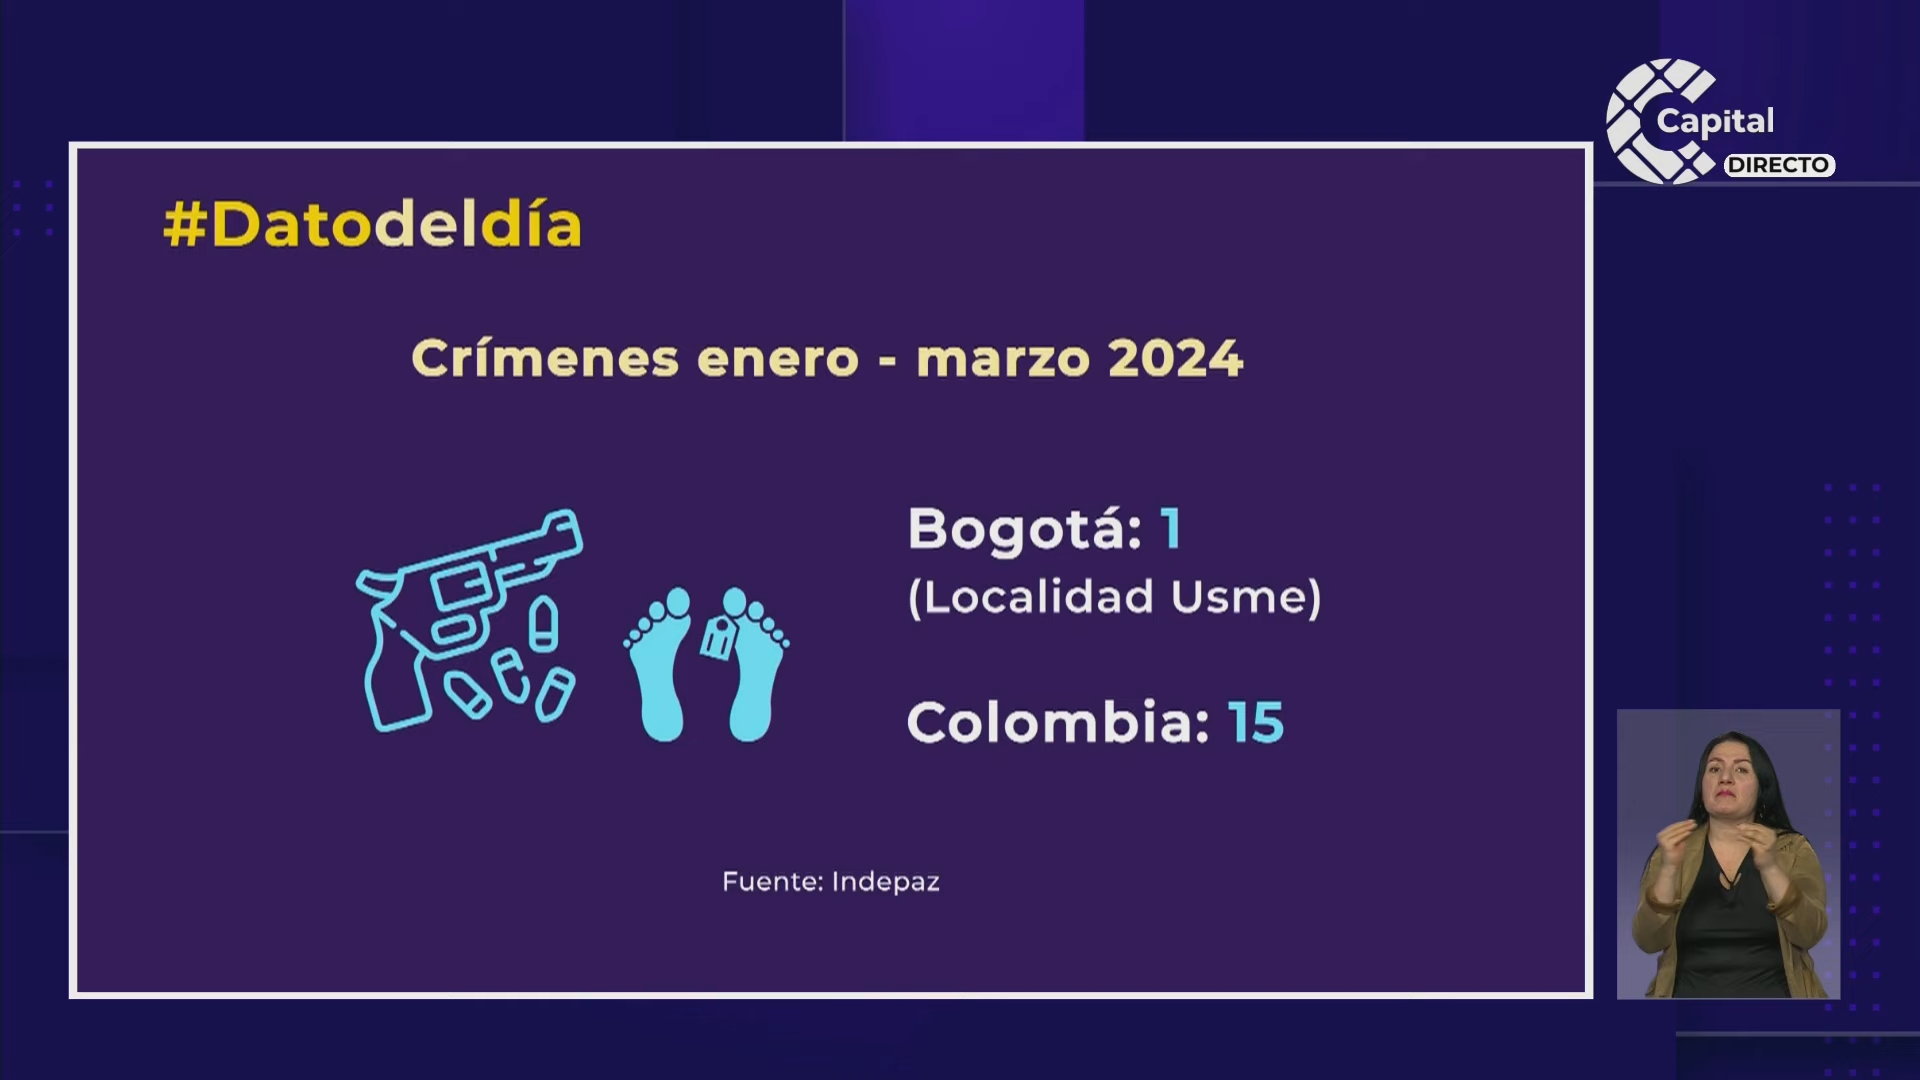 Capital
DIRECTO
#Datodeldía
Crímenes enero - marzo 2024
Bogotá: 1
(Localidad Usme)
Colombia: 15
Fuente: Indepaz